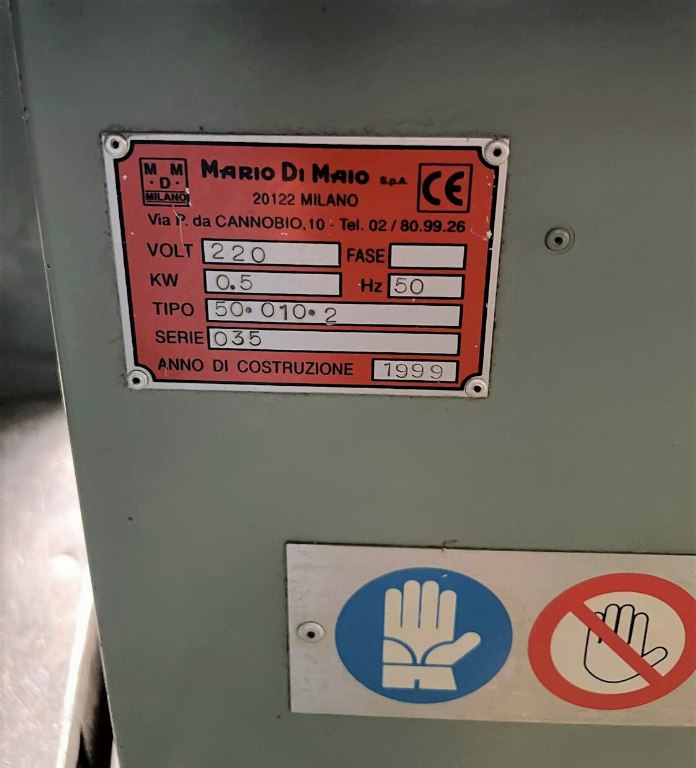 M M
·D·
MILANO
MARIO DI MAIO S.p.A.
CE
20122 MILANO
Via P. da CANNOBIO, 10 - Tel. 02 / 80.99.26
VOLT 220 FASE
KW 0.5 Hz 50
TIPO 50·010·2
SERIE 035
ANNO DI COSTRUZIONE 1999